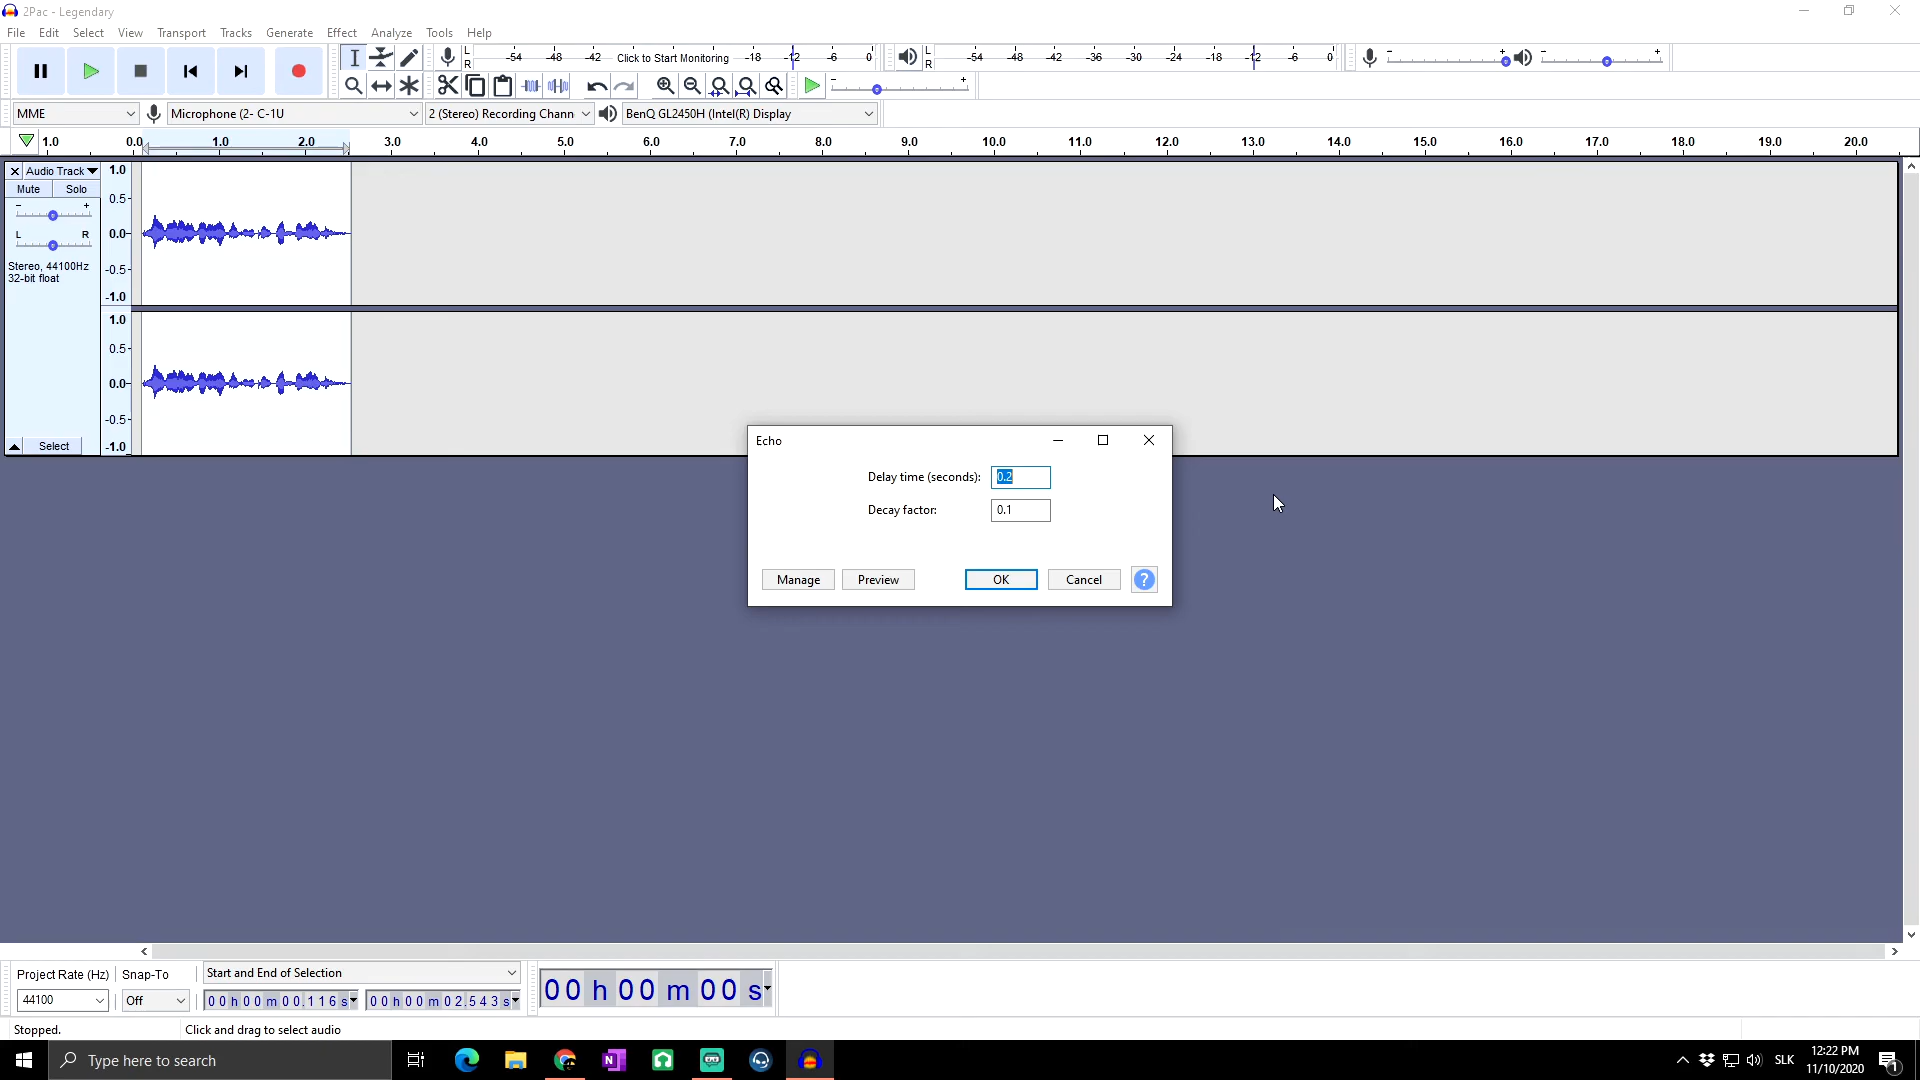 2Pac - Legendary
File Edit Select View Transport Tracks Generate Effect Analyze Tools Help
L
R
-54 -48 -42 Click to Start Monitoring -18 -12 -6 0
L
R
-54 -48 -42 -36 -30 -24 -18 -12 -6 0
- +
- +
- +
MME
Microphone (2- C-1U
2 (Stereo) Recording Chann
BenQ GL2450H (Intel(R) Display
1.0 0.0 1.0 2.0 3.0 4.0 5.0 6.0 7.0 8.0 9.0 10.0 11.0 12.0 13.0 14.0 15.0 16.0 17.0 18.0 19.0 20.0
Audio Track
Mute Solo
- +
L R
Stereo, 44100Hz
32-bit float
Select
1.0
0.5-
0.0-
-0.5-
-1.0
1.0
0.5-
0.0-
-0.5-
-1.0
Echo
Delay time (seconds): 0.2
Decay factor: 0.1
Manage Preview OK Cancel ?
Project Rate (Hz) Snap-To Start and End of Selection
44100 Off 00h00m00.116s 00h00m02.543s
00 h 00 m 00 s
Stopped. Click and drag to select audio
Type here to search
N
SLK
12:22 PM
11/10/2020
1